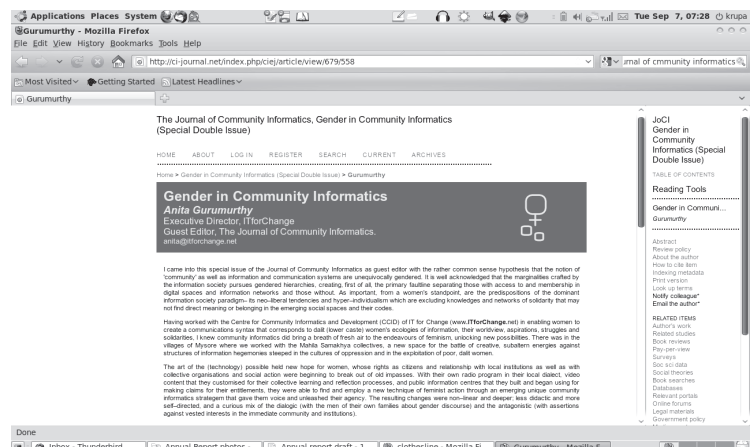 Applications Places System Tue Sep 7, 07:28 krupa
Gurumurthy - Mozilla Firefox
File Edit View History Bookmarks Tools Help
http://ci-journal.net/index.php/ciej/article/view/679/558 rnal of cmmunity informatics
Most Visited Getting Started Latest Headlines
Gurumurthy
The Journal of Community Informatics, Gender in Community Informatics
(Special Double Issue)
HOME ABOUT LOG IN REGISTER SEARCH CURRENT ARCHIVES
Home > Gender in Community Informatics (Special Double Issue) > Gurumurthy
Gender in Community Informatics
Anita Gurumurthy
Executive Director, ITforChange
Guest Editor, The Journal of Community Informatics.
anita@itforchange.net
I came into this special issue of the Journal of Community Informatics as guest editor with the rather common sense hypothesis that the notion of
'community' as well as information and communication systems are unequivocally gendered. It is well acknowledged that the marginalities crafted by
the information society pursues gendered hierarchies, creating, first of all, the primary faultline separating those with access to and membership in
digital spaces and information networks and those without. As important, from a women's standpoint, are the predispositions of the dominant
information society paradigm– its neo–liberal tendencies and hyper–individualism which are excluding knowledges and networks of solidarity that may
not find direct meaning or belonging in the emerging social spaces and their codes.
Having worked with the Centre for Community Informatics and Development (CCID) of IT for Change (www.ITforChange.net) in enabling women to
create a communications syntax that corresponds to dalit (lower caste) women's ecologies of information, their worldview, aspirations, struggles and
solidarities, I knew community informatics did bring a breath of fresh air to the endeavours of feminism, unlocking new possibilities. There was in the
villages of Mysore where we worked with the Mahila Samakhya collectives, a new space for the battle of creative, subaltern energies against
structures of information hegemonies steeped in the cultures of oppression and in the exploitation of poor, dalit women.
The art of the (technology) possible held new hope for women, whose rights as citizens and relationship with local institutions as well as with
collective organisations and social action were beginning to break out of old impasses. With their own radio program in their local dialect, video
content that they customised for their collective learning and reflection processes, and public information centres that they built and began using for
making claims for their entitlements, they were able to find and employ a new technique of feminist action through an emerging unique community
informatics strategem that gave them voice and unleashed their agency. The resulting changes were non–linear and deeper; less didactic and more
self–directed; and a curious mix of the dialogic (with the men of their own families about gender discourse) and the antagonistic (with assertions
against vested interests in the immediate community and institutions).
JoCI
Gender in
Community
Informatics (Special
Double Issue)
TABLE OF CONTENTS
Reading Tools
Gender in Communi...
Gurumurthy
Abstract
Review policy
About the author
How to cite item
Indexing metadata
Print version
Look up terms
Notify colleague*
Email the author*
RELATED ITEMS
Author's work
Related studies
Book reviews
Pay-per-view
Surveys
Soc sci data
Social theories
Book searches
Databases
Relevant portals
Online forums
Legal materials
Government policy
Done
Inbox - Thunderbird Annual Report photos - Annual report draft - 1 clothesline - Mozilla Fi Gurumurthy - Mozilla F